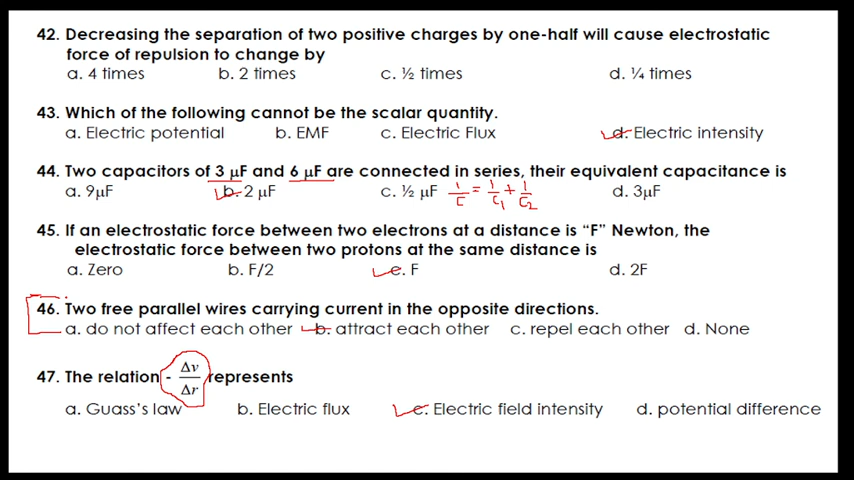 42. Decreasing the separation of two positive charges by one-half will cause electrostatic
force of repulsion to change by
a. 4 times b. 2 times c. ½ times d. ¼ times
43. Which of the following cannot be the scalar quantity.
a. Electric potential b. EMF c. Electric Flux d. Electric intensity
44. Two capacitors of 3 µF and 6 µF are connected in series, their equivalent capacitance is
a. 9µF b. 2 µF c. ½ µF 1/C = 1/C₁ + 1/C₂ d. 3µF
45. If an electrostatic force between two electrons at a distance is “F” Newton, the
electrostatic force between two protons at the same distance is
a. Zero b. F/2 c. F d. 2F
46. Two free parallel wires carrying current in the opposite directions.
a. do not affect each other b. attract each other c. repel each other d. None
47. The relation - Δv/Δr represents
a. Guass’s law b. Electric flux c. Electric field intensity d. potential difference